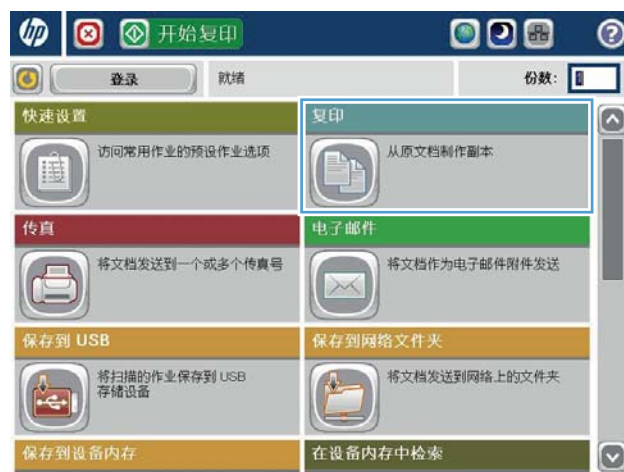 hp
开始复印
?
登录
就绪
份数:
快速设置
访问常用作业的预设作业选项
复印
从原文档制作副本
传真
将文档发送到一个或多个传真号
电子邮件
将文档作为电子邮件附件发送
保存到 USB
将扫描的作业保存到 USB
存储设备
保存到网络文件夹
将文档发送到网络上的文件夹
保存到设备内存
在设备内存中检索